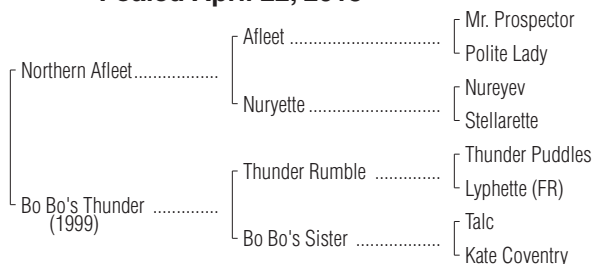 Foaled April 22,
Mr. Prospector
Afleet ..................................
Polite Lady
Northern Afleet...................
Nureyev
Nuryette ..............................
Stellarette
Thunder Puddles
Thunder Rumble ...............
Lyphette (FR)
Bo Bo's Thunder ...............
(1999)
Talc
Bo Bo's Sister ...................
Kate Coventry